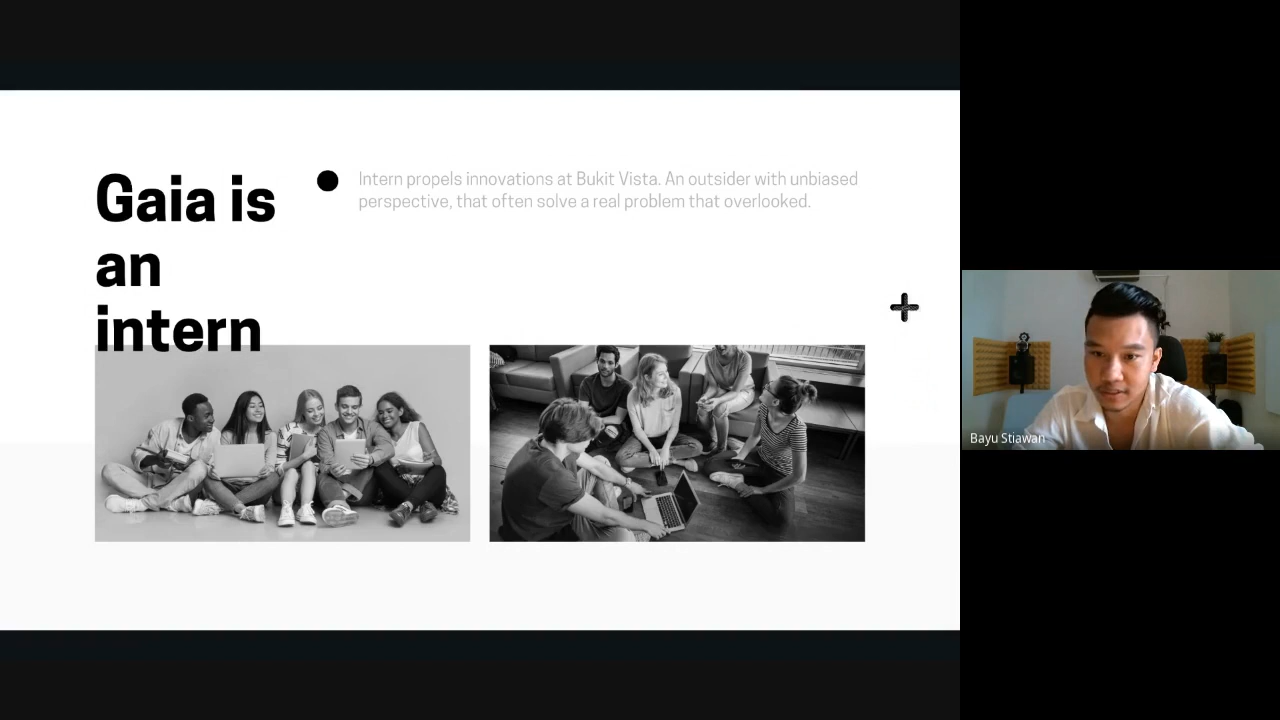 Gaia is
an
intern
Intern propels innovations at Bukit Vista. An outsider with unbiased
perspective, that often solve a real problem that overlooked.
Bayu Stiawan